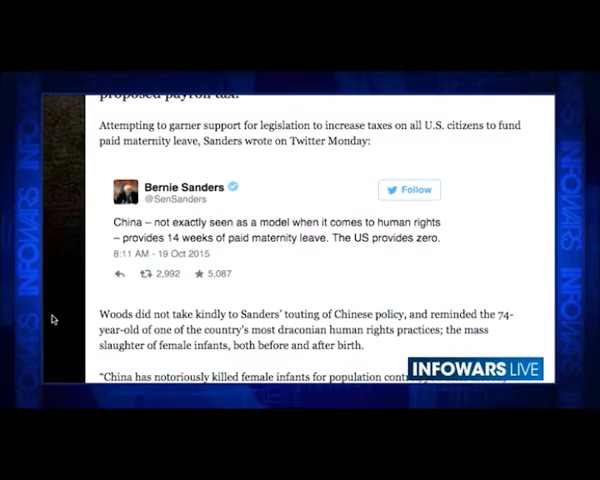 proposed payroll tax.
Attempting to garner support for legislation to increase taxes on all U.S. citizens to fund
paid maternity leave, Sanders wrote on Twitter Monday:
Bernie Sanders
@SenSanders
Follow
China – not exactly seen as a model when it comes to human rights
– provides 14 weeks of paid maternity leave. The US provides zero.
8:11 AM - 19 Oct 2015
2,992 5,087
Woods did not take kindly to Sanders' touting of Chinese policy, and reminded the 74-
year-old of one of the country's most draconian human rights practices; the mass
slaughter of female infants, both before and after birth.
“China has notoriously killed female infants for population
INFOWARS LIVE
INFOWARS
INFOWARS
INFOWARS
INFOWARS